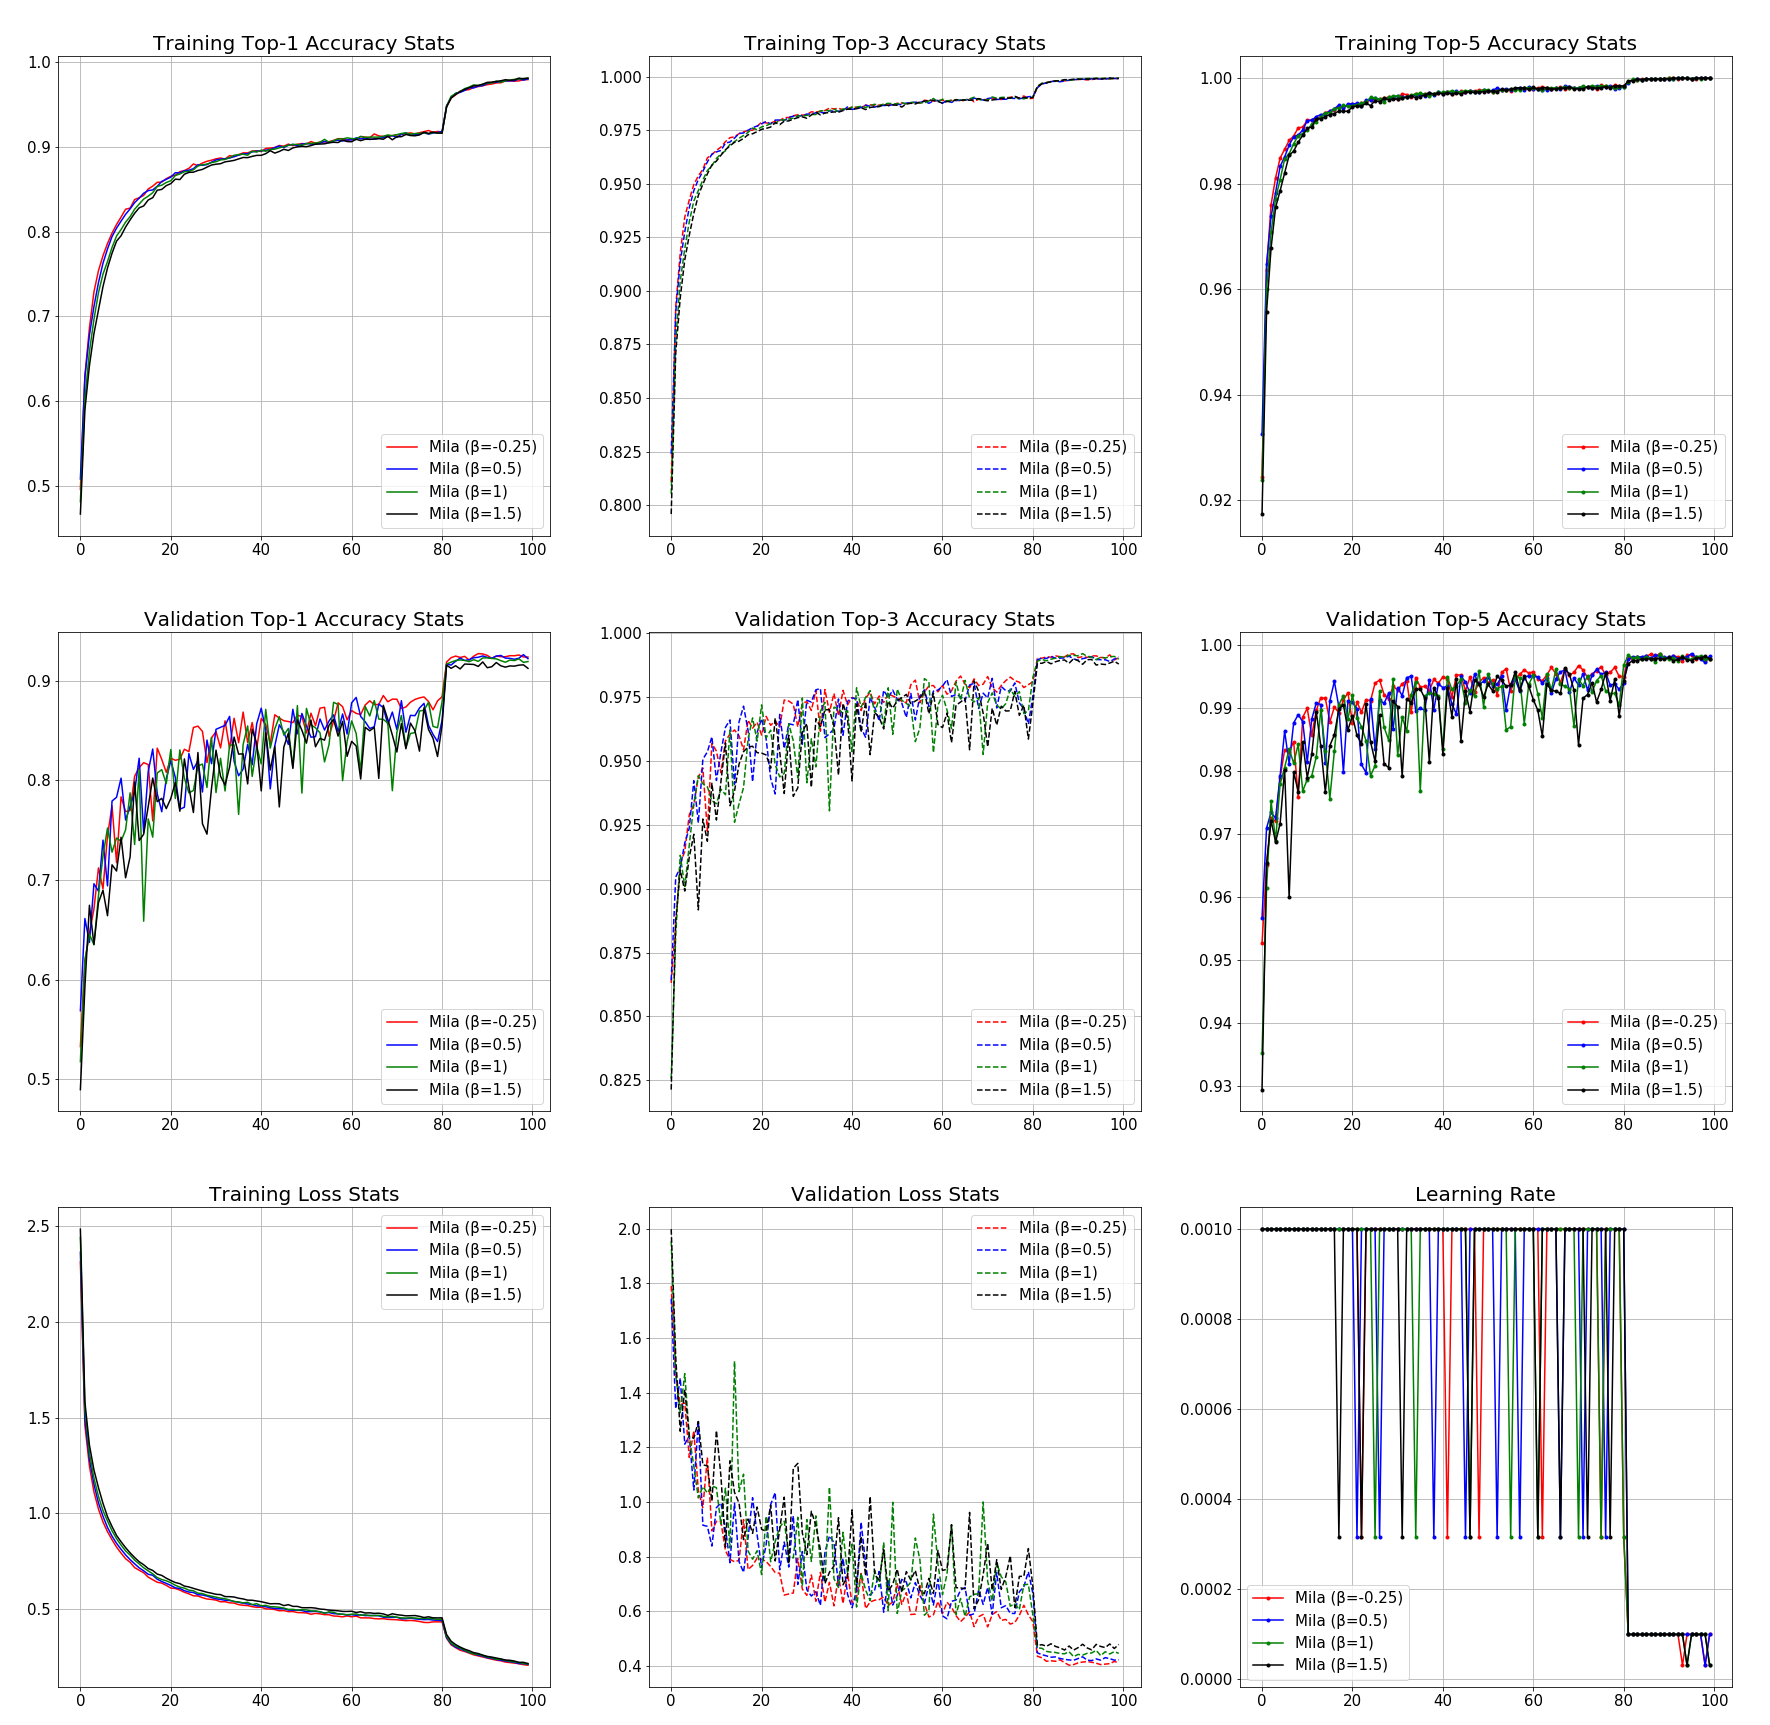 Training Top-1 Accuracy Stats
1.0
0.9
0.8
0.7
0.6
0.5
0 20 40 60 80 100
Mila (β=-0.25)
Mila (β=0.5)
Mila (β=1)
Mila (β=1.5)
Training Top-3 Accuracy Stats
1.000
0.975
0.950
0.925
0.900
0.875
0.850
0.825
0.800
0 20 40 60 80 100
Mila (β=-0.25)
Mila (β=0.5)
Mila (β=1)
Mila (β=1.5)
Training Top-5 Accuracy Stats
1.00
0.98
0.96
0.94
0.92
0 20 40 60 80 100
Mila (β=-0.25)
Mila (β=0.5)
Mila (β=1)
Mila (β=1.5)
Validation Top-1 Accuracy Stats
0.9
0.8
0.7
0.6
0.5
0 20 40 60 80 100
Mila (β=-0.25)
Mila (β=0.5)
Mila (β=1)
Mila (β=1.5)
Validation Top-3 Accuracy Stats
1.000
0.975
0.950
0.925
0.900
0.875
0.850
0.825
0 20 40 60 80 100
Mila (β=-0.25)
Mila (β=0.5)
Mila (β=1)
Mila (β=1.5)
Validation Top-5 Accuracy Stats
1.00
0.99
0.98
0.97
0.96
0.95
0.94
0.93
0 20 40 60 80 100
Mila (β=-0.25)
Mila (β=0.5)
Mila (β=1)
Mila (β=1.5)
Training Loss Stats
2.5
2.0
1.5
1.0
0.5
0 20 40 60 80 100
Mila (β=-0.25)
Mila (β=0.5)
Mila (β=1)
Mila (β=1.5)
Validation Loss Stats
2.0
1.8
1.6
1.4
1.2
1.0
0.8
0.6
0.4
0 20 40 60 80 100
Mila (β=-0.25)
Mila (β=0.5)
Mila (β=1)
Mila (β=1.5)
Learning Rate
0.0010
0.0008
0.0006
0.0004
0.0002
0.0000
0 20 40 60 80 100
Mila (β=-0.25)
Mila (β=0.5)
Mila (β=1)
Mila (β=1.5)